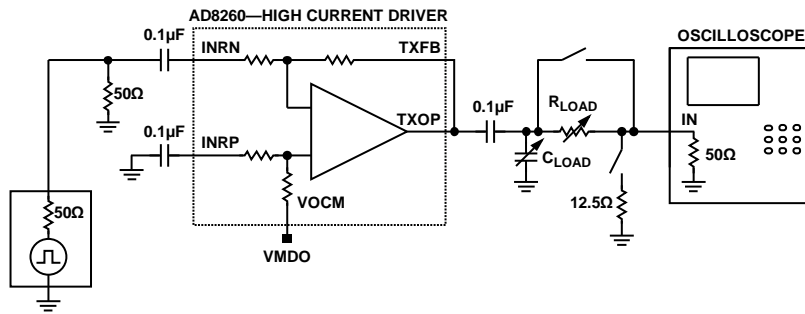 AD8260—HIGH CURRENT DRIVER
OSCILLOSCOPE
0.1µF
INRN
TXFB
50Ω
0.1µF
INRP
TXOP
0.1µF
RLOAD
IN
CLOAD
50Ω
50Ω
VOCM
12.5Ω
VMDO